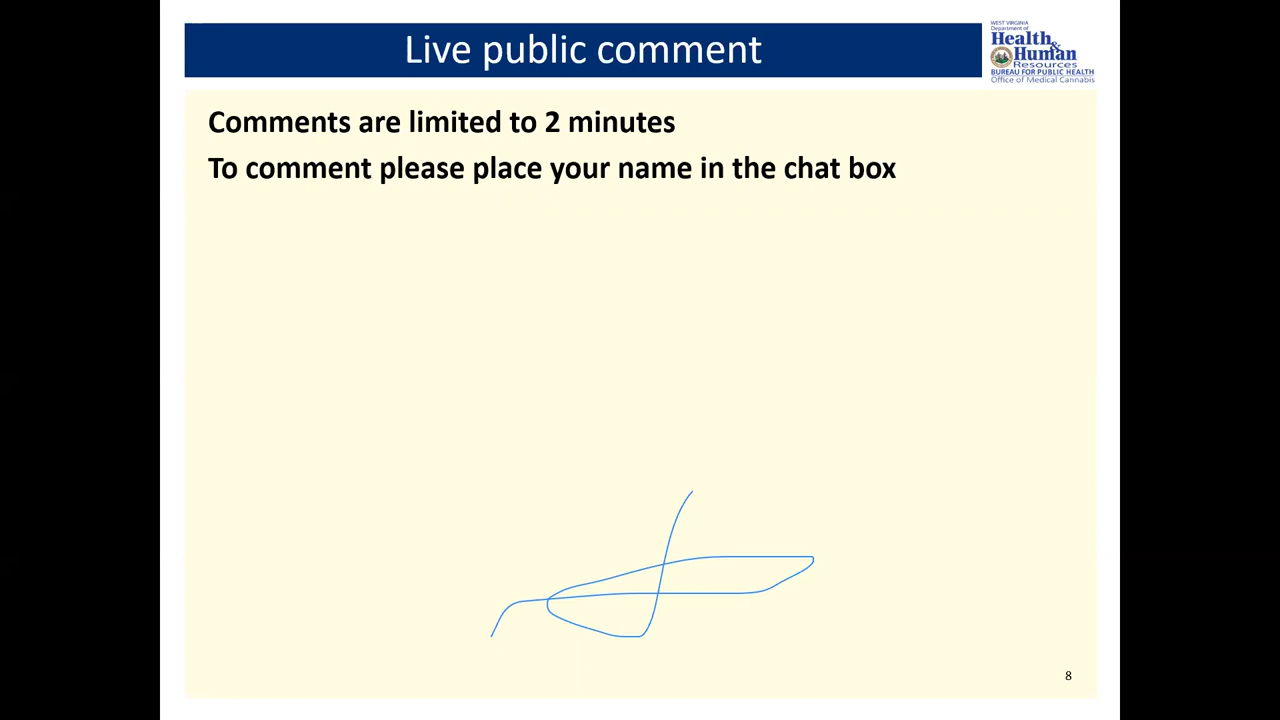 Live public comment
WEST VIRGINIA
Department of
Health
&
Human
Resources
BUREAU FOR PUBLIC HEALTH
Office of Medical Cannabis
Comments are limited to 2 minutes
To comment please place your name in the chat box
8